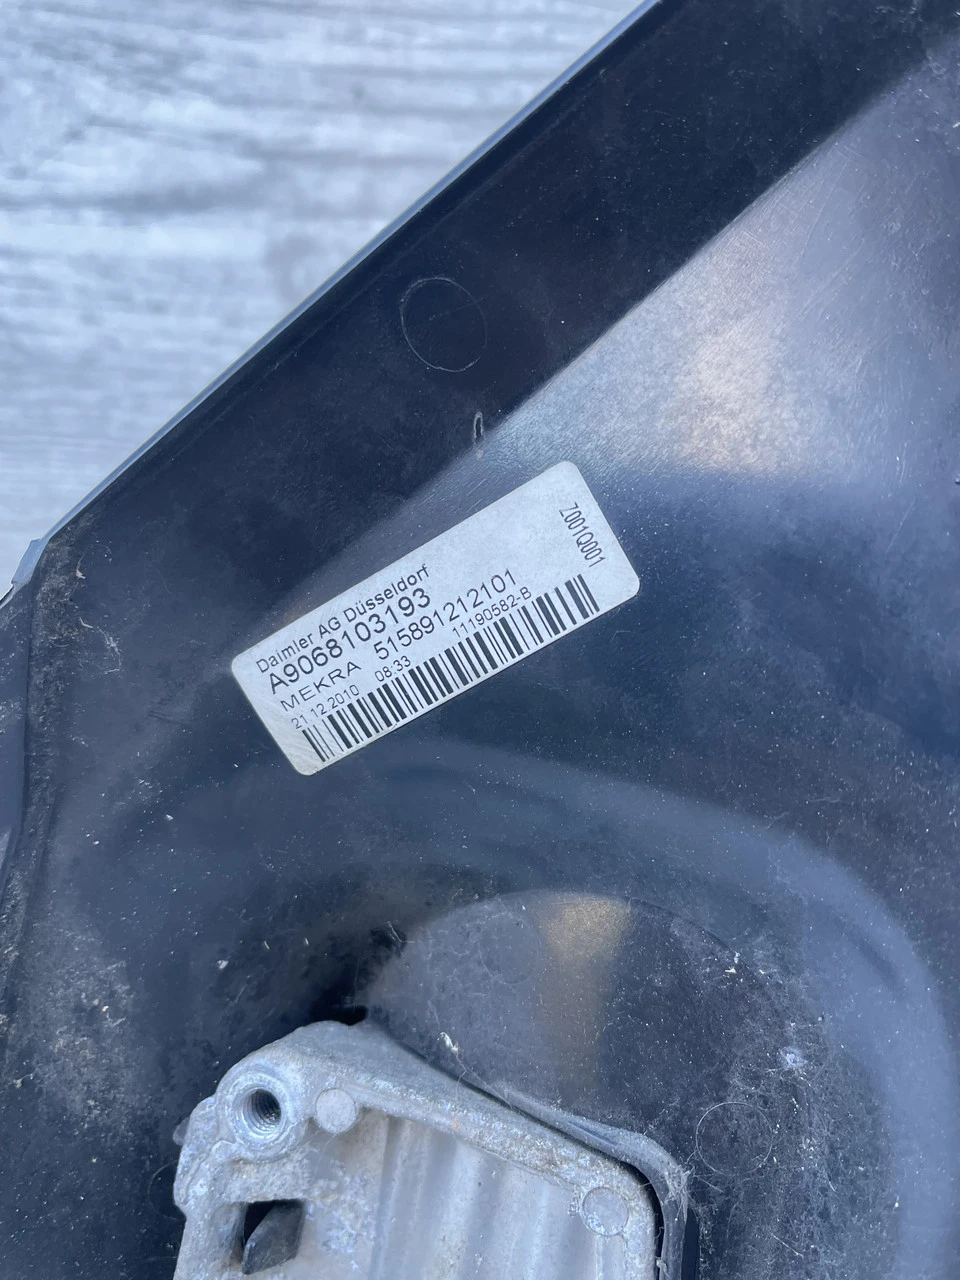 Daimler AG Düsseldorf
A9068103193
MEKRA 515891212101
21.12.2010 08:33 11190582-B
Z001Q001